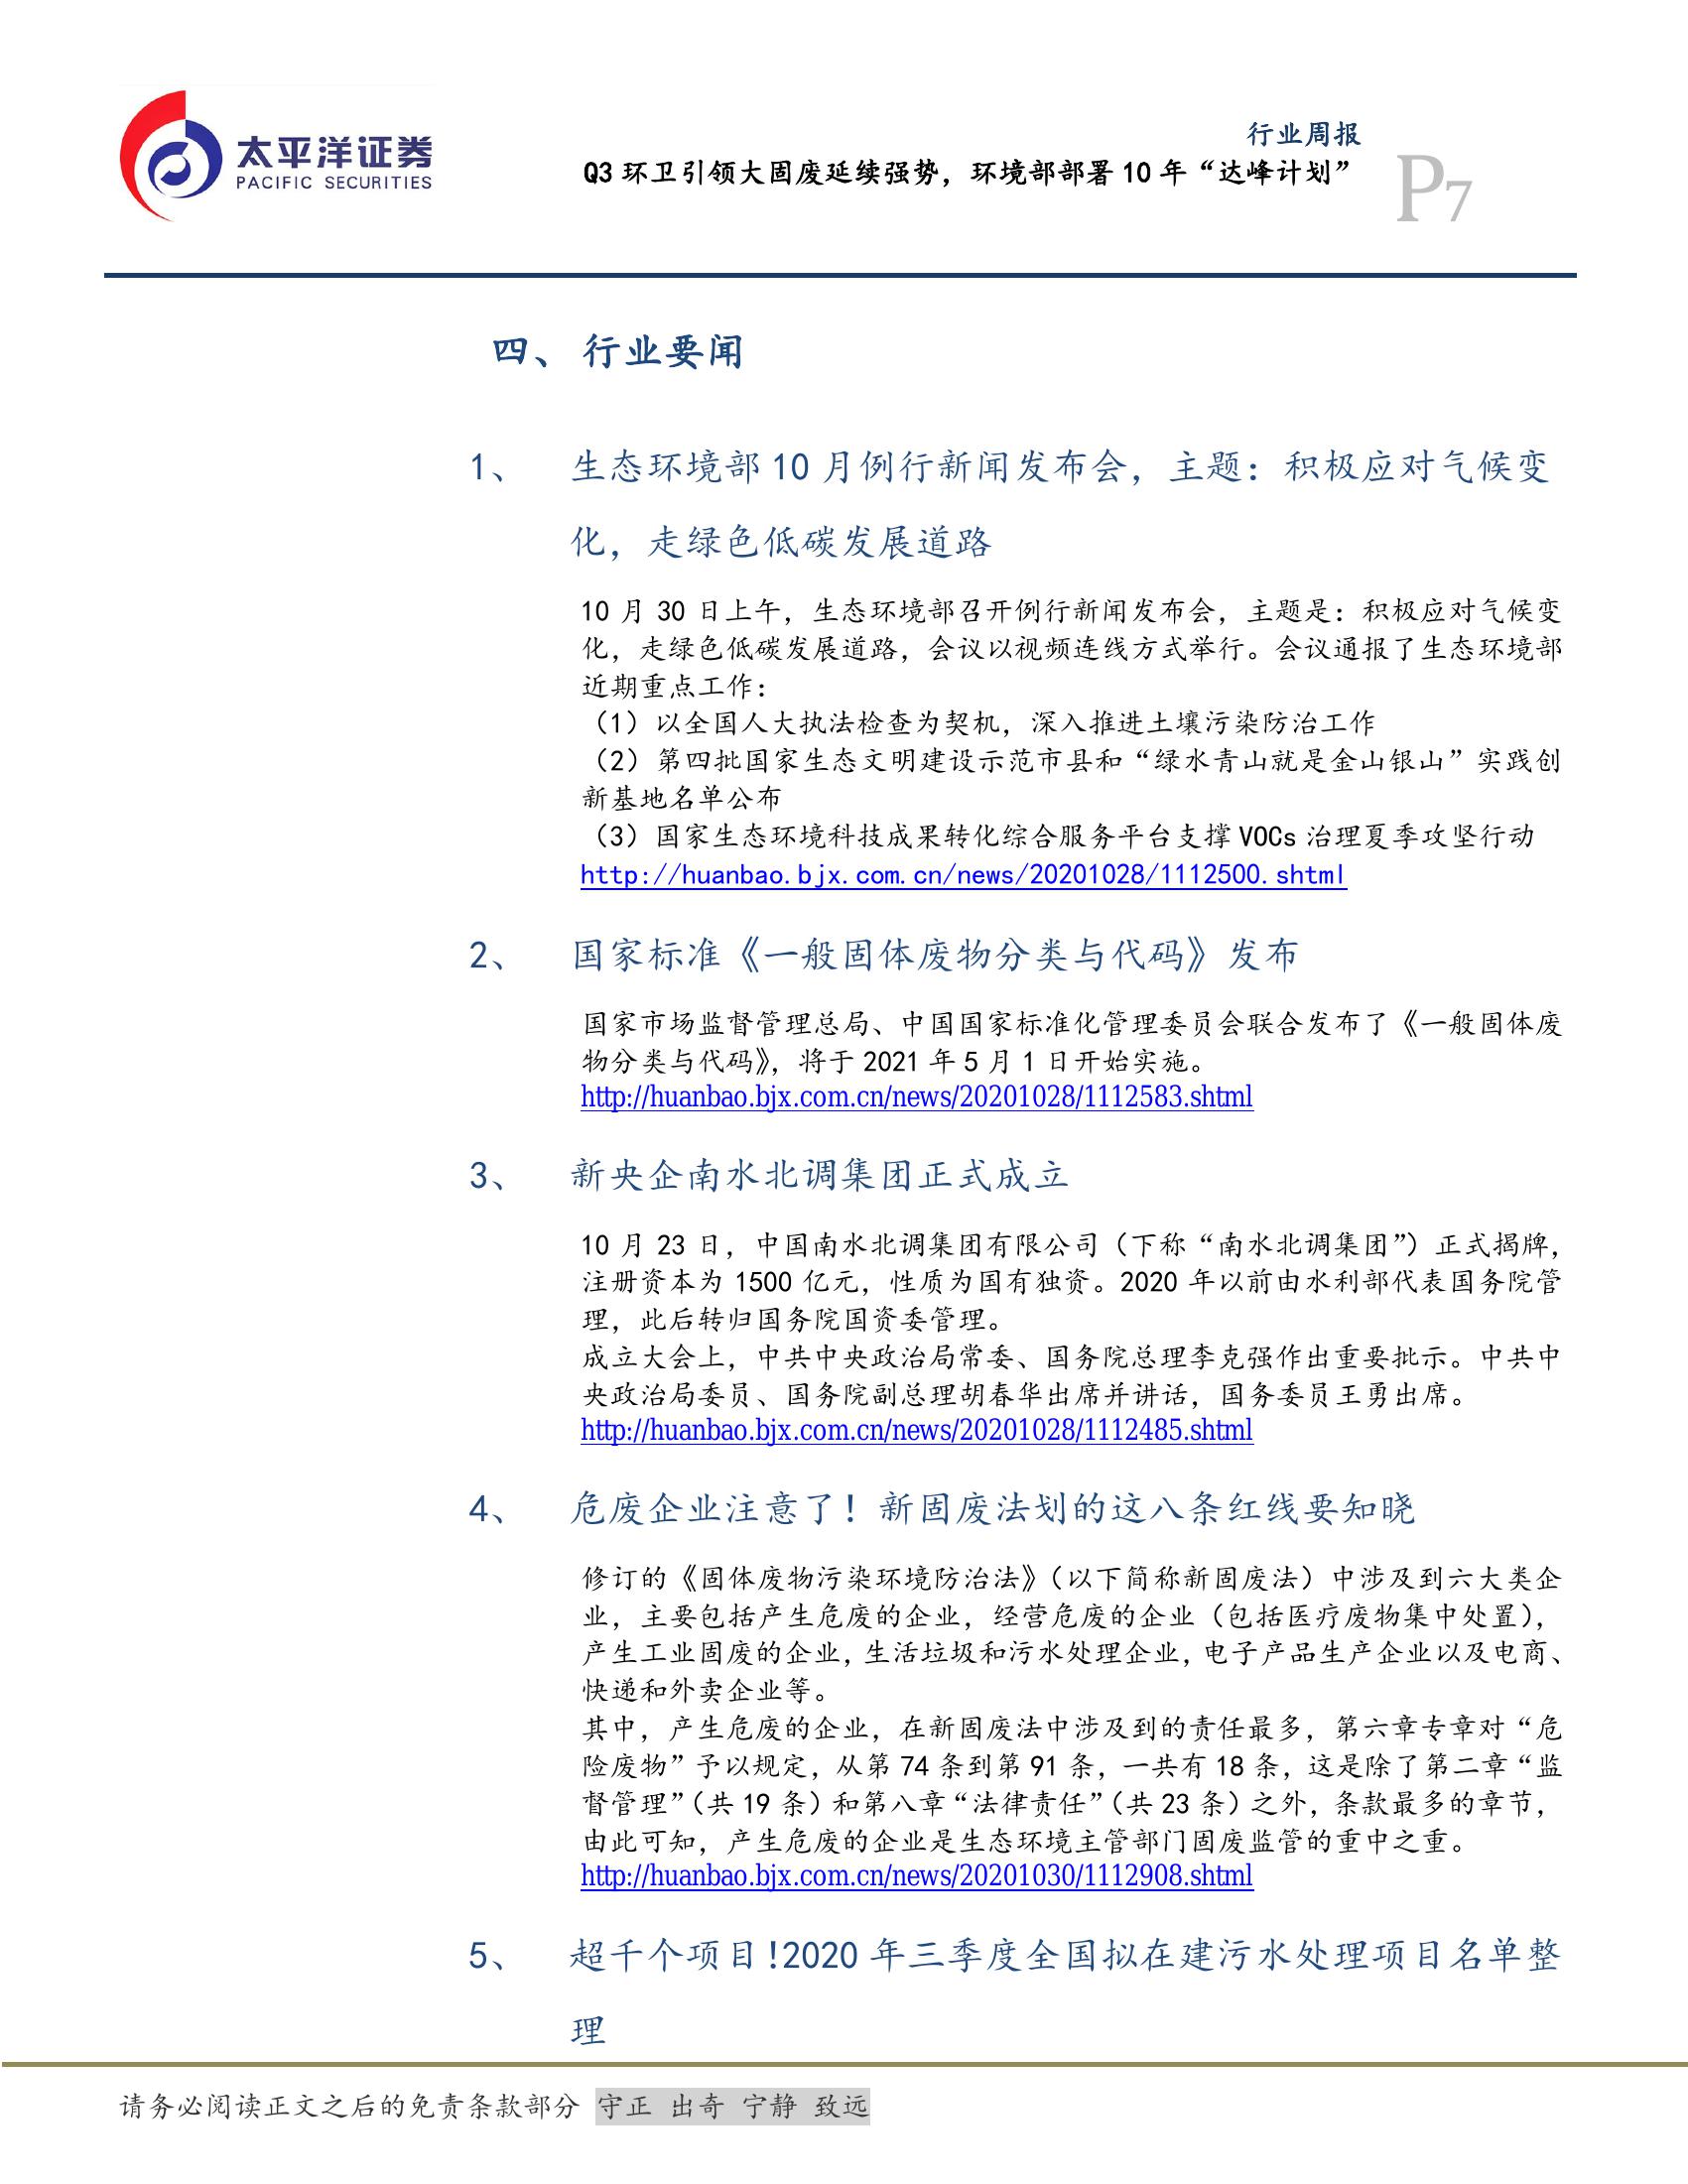 太平洋证券
PACIFIC SECURITIES
行业周报
Q3 环卫引领大固废延续强势，环境部部署 10 年“达峰计划”
P7
四、 行业要闻
1、 生态环境部 10 月例行新闻发布会，主题：积极应对气候变
化，走绿色低碳发展道路
10 月 30 日上午，生态环境部召开例行新闻发布会，主题是：积极应对气候变
化，走绿色低碳发展道路，会议以视频连线方式举行。会议通报了生态环境部
近期重点工作：
（1）以全国人大执法检查为契机，深入推进土壤污染防治工作
（2）第四批国家生态文明建设示范市县和“绿水青山就是金山银山”实践创
新基地名单公布
（3）国家生态环境科技成果转化综合服务平台支撑 VOCs 治理夏季攻坚行动
http://huanbao.bjx.com.cn/news/20201028/1112500.shtml
2、 国家标准《一般固体废物分类与代码》发布
国家市场监督管理总局、中国国家标准化管理委员会联合发布了《一般固体废
物分类与代码》，将于 2021 年 5 月 1 日开始实施。
http://huanbao.bjx.com.cn/news/20201028/1112583.shtml
3、 新央企南水北调集团正式成立
10 月 23 日，中国南水北调集团有限公司（下称“南水北调集团”）正式揭牌，
注册资本为 1500 亿元，性质为国有独资。2020 年以前由水利部代表国务院管
理，此后转归国务院国资委管理。
成立大会上，中共中央政治局常委、国务院总理李克强作出重要批示。中共中
央政治局委员、国务院副总理胡春华出席并讲话，国务委员王勇出席。
http://huanbao.bjx.com.cn/news/20201028/1112485.shtml
4、 危废企业注意了！新固废法划的这八条红线要知晓
修订的《固体废物污染环境防治法》（以下简称新固废法）中涉及到六大类企
业，主要包括产生危废的企业，经营危废的企业（包括医疗废物集中处置），
产生工业固废的企业，生活垃圾和污水处理企业，电子产品生产企业以及电商、
快递和外卖企业等。
其中，产生危废的企业，在新固废法中涉及到的责任最多，第六章专章对“危
险废物”予以规定，从第 74 条到第 91 条，一共有 18 条，这是除了第二章“监
督管理”（共 19 条）和第八章“法律责任”（共 23 条）之外，条款最多的章节，
由此可知，产生危废的企业是生态环境主管部门固废监管的重中之重。
http://huanbao.bjx.com.cn/news/20201030/1112908.shtml
5、 超千个项目！2020 年三季度全国拟在建污水处理项目名单整
理
请务必阅读正文之后的免责条款部分 守正 出奇 宁静 致远